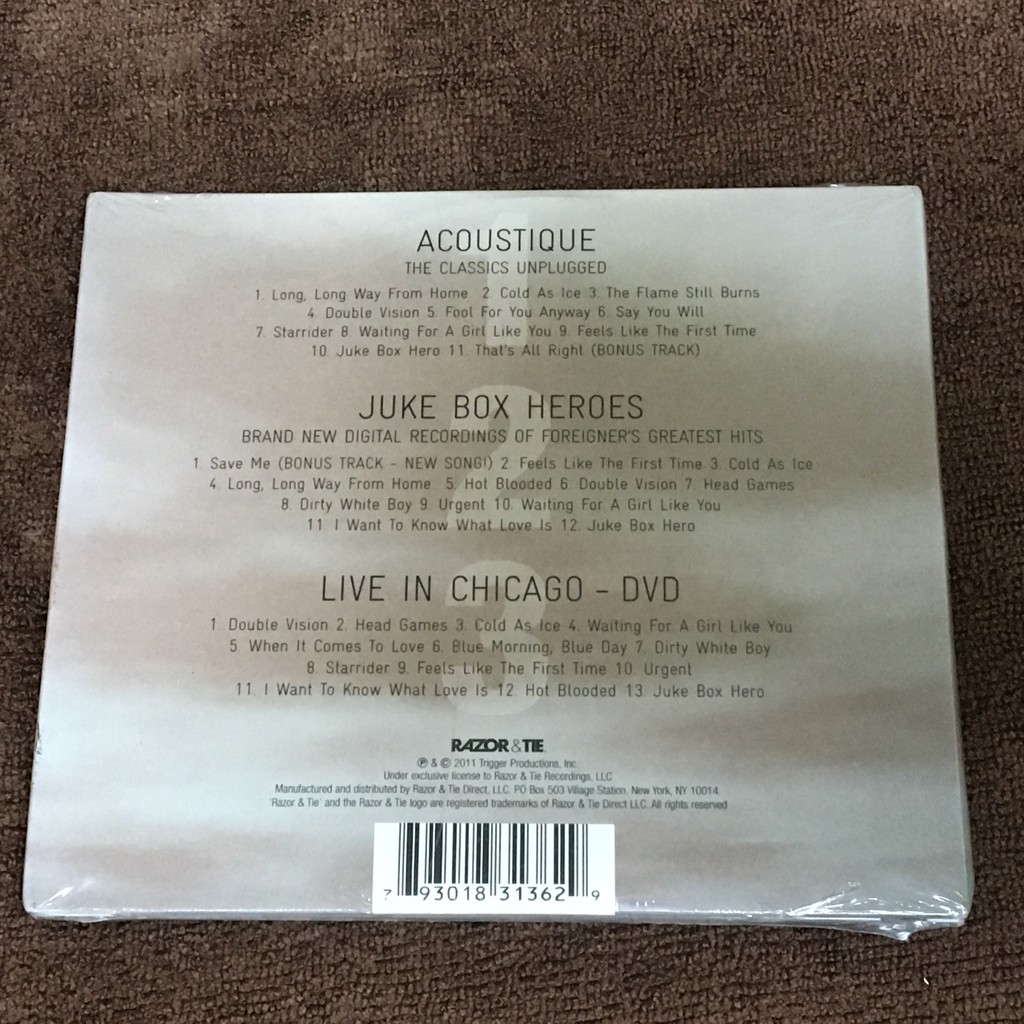 1
ACOUSTIQUE
THE CLASSICS UNPLUGGED
1. Long, Long Way From Home 2. Cold As Ice 3. The Flame Still Burns
4. Double Vision 5. Fool For You Anyway 6. Say You Will
7. Starrider 8. Waiting For A Girl Like You 9. Feels Like The First Time
10. Juke Box Hero 11. That's All Right (BONUS TRACK)
2
JUKE BOX HEROES
BRAND NEW DIGITAL RECORDINGS OF FOREIGNER'S GREATEST HITS
1. Save Me (BONUS TRACK - NEW SONG!) 2. Feels Like The First Time 3. Cold As Ice
4. Long, Long Way From Home 5. Hot Blooded 6. Double Vision 7. Head Games
8. Dirty White Boy 9. Urgent 10. Waiting For A Girl Like You
11. I Want To Know What Love Is 12. Juke Box Hero
3
LIVE IN CHICAGO - DVD
1. Double Vision 2. Head Games 3. Cold As Ice 4. Waiting For A Girl Like You
5. When It Comes To Love 6. Blue Morning, Blue Day 7. Dirty White Boy
8. Starrider 9. Feels Like The First Time 10. Urgent
11. I Want To Know What Love Is 12. Hot Blooded 13. Juke Box Hero
RAZOR & TIE
℗ & © 2011 Trigger Productions, Inc.
Under exclusive license to Razor & Tie Recordings, LLC
Manufactured and distributed by Razor & Tie Direct, LLC. PO Box 503 Village Station, New York, NY 10014
'Razor & Tie' and the Razor & Tie logo are registered trademarks of Razor & Tie Direct LLC. All rights reserved
7 93018 31362 9